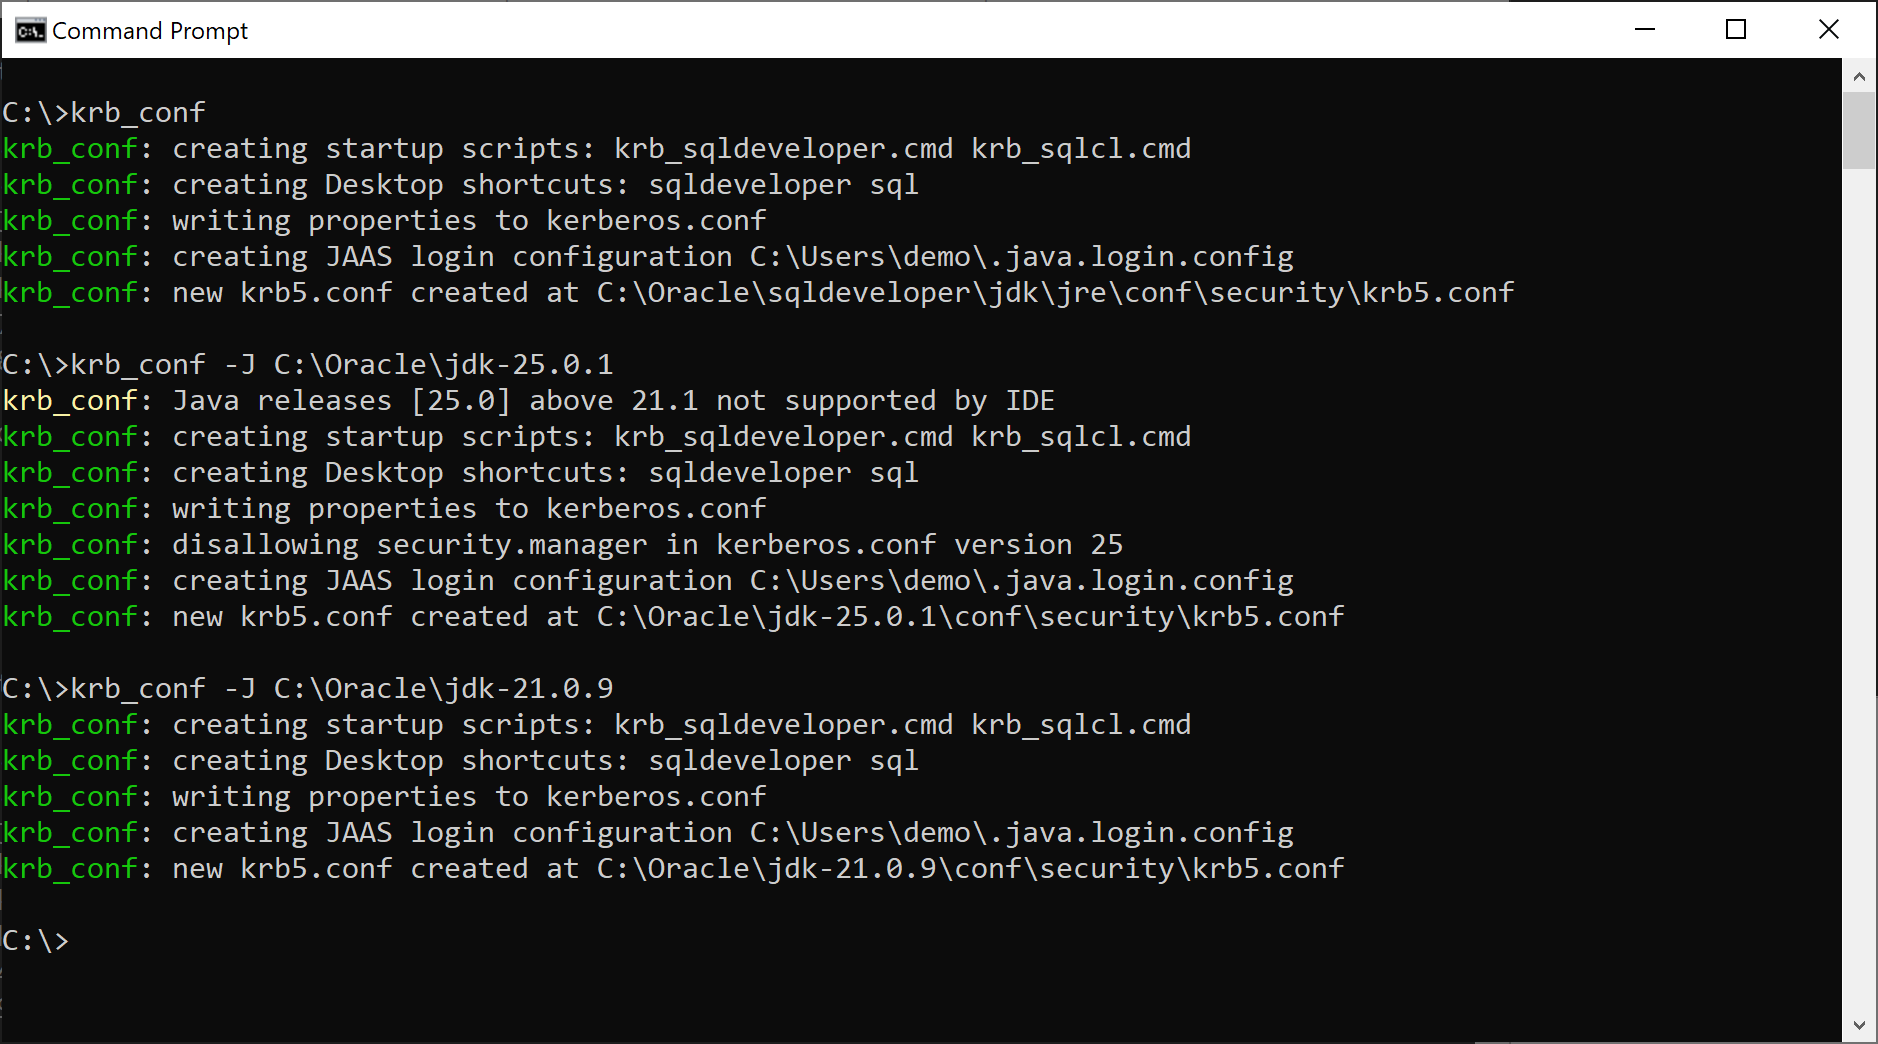 Command Prompt
C:\>krb_conf
krb_conf: creating startup scripts: krb_sqldeveloper.cmd krb_sqlcl.cmd
krb_conf: creating Desktop shortcuts: sqldeveloper sql
krb_conf: writing properties to kerberos.conf
krb_conf: creating JAAS login configuration C:\Users\demo\.java.login.config
krb_conf: new krb5.conf created at C:\Oracle\sqldeveloper\jdk\jre\conf\security\krb5.conf
C:\>krb_conf -J C:\Oracle\jdk-25.0.1
krb_conf: Java releases [25.0] above 21.1 not supported by IDE
krb_conf: creating startup scripts: krb_sqldeveloper.cmd krb_sqlcl.cmd
krb_conf: creating Desktop shortcuts: sqldeveloper sql
krb_conf: writing properties to kerberos.conf
krb_conf: disallowing security.manager in kerberos.conf version 25
krb_conf: creating JAAS login configuration C:\Users\demo\.java.login.config
krb_conf: new krb5.conf created at C:\Oracle\jdk-25.0.1\conf\security\krb5.conf
C:\>krb_conf -J C:\Oracle\jdk-21.0.9
krb_conf: creating startup scripts: krb_sqldeveloper.cmd krb_sqlcl.cmd
krb_conf: creating Desktop shortcuts: sqldeveloper sql
krb_conf: writing properties to kerberos.conf
krb_conf: creating JAAS login configuration C:\Users\demo\.java.login.config
krb_conf: new krb5.conf created at C:\Oracle\jdk-21.0.9\conf\security\krb5.conf
C:\>